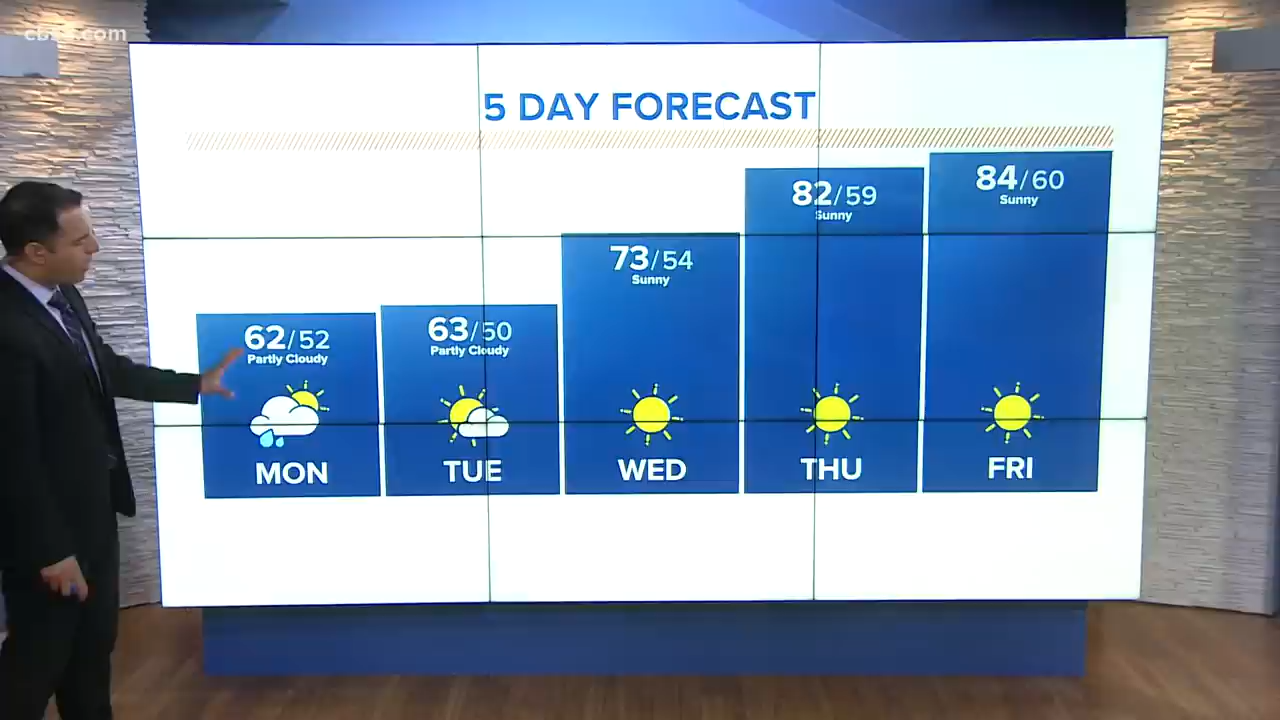 5 DAY FORECAST
62/52
Partly Cloudy
MON
63/50
Partly Cloudy
TUE
73/54
Sunny
WED
82/59
Sunny
THU
84/60
Sunny
FRI